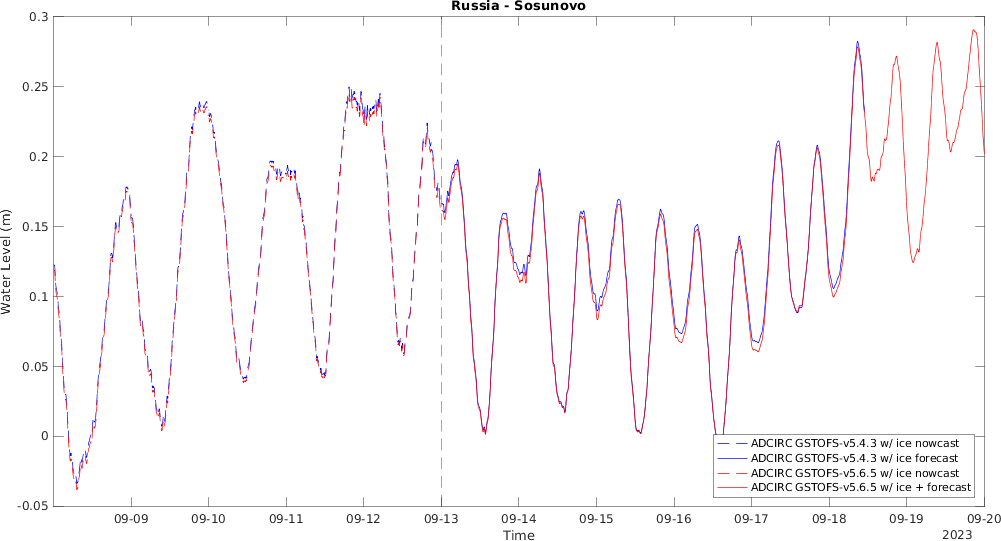 Russia - Sosunovo
0.3
0.25
0.2
0.15
0.1
0.05
0
-0.05
Water Level (m)
ADCIRC GSTOFS-v5.4.3 w/ ice nowcast
ADCIRC GSTOFS-v5.4.3 w/ ice forecast
ADCIRC GSTOFS-v5.6.5 w/ ice nowcast
ADCIRC GSTOFS-v5.6.5 w/ ice + forecast
09-09 09-10 09-11 09-12 09-13 09-14 09-15 09-16 09-17 09-18 09-19 09-20
Time
2023